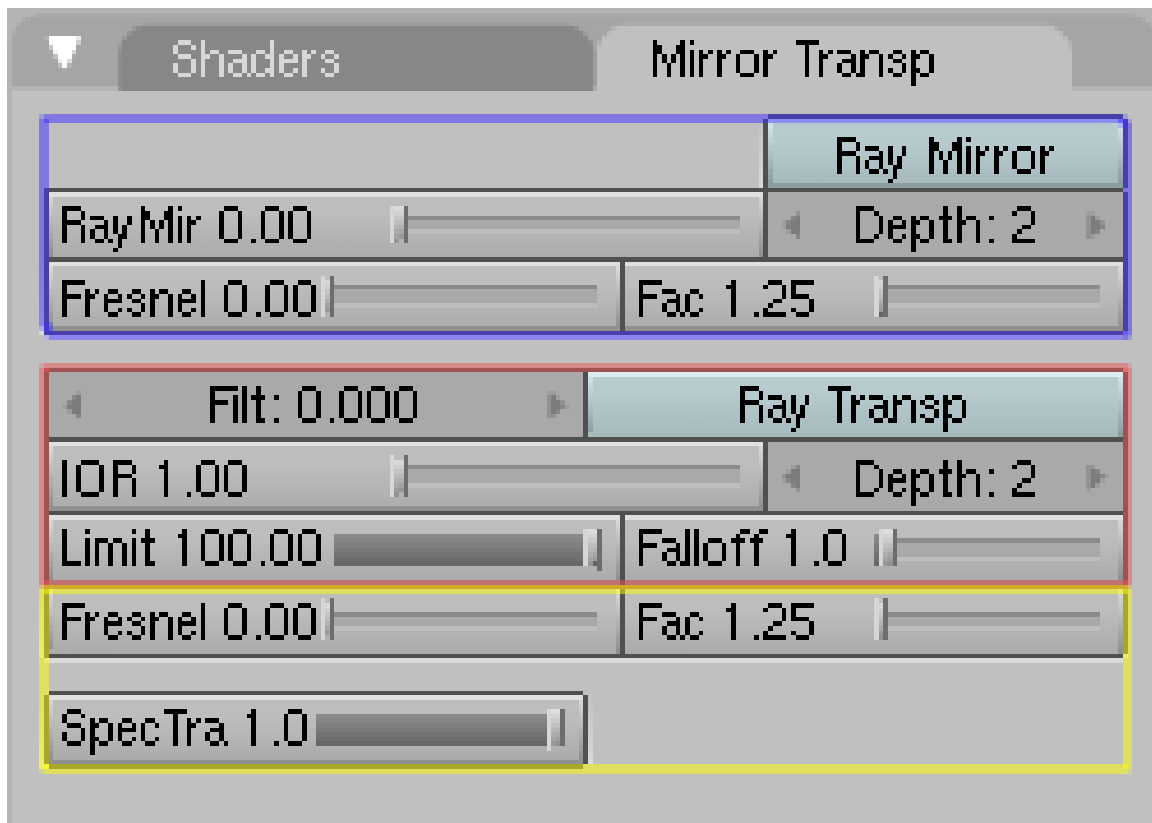 Shaders Mirror Transp
Ray Mirror
Ray Mir 0.00 Depth: 2
Fresnel 0.00 Fac 1.25
Filt: 0.000 Ray Transp
IOR 1.00 Depth: 2
Limit 100.00 Falloff 1.0
Fresnel 0.00 Fac 1.25
SpecTra 1.0